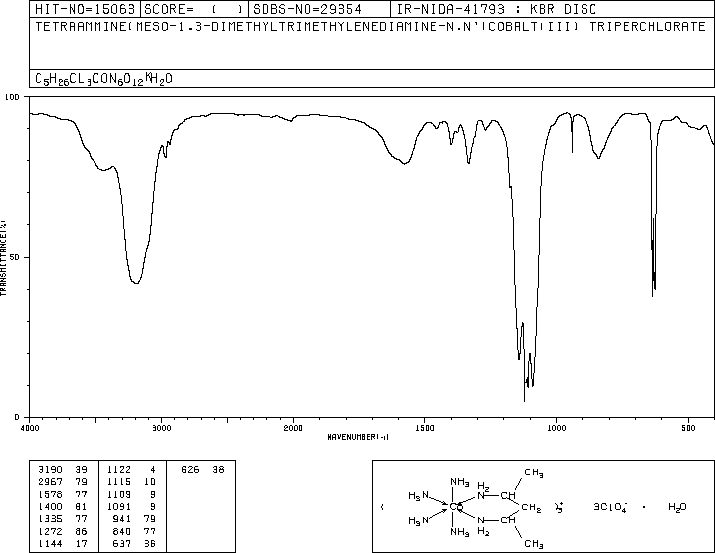 HIT-NO=15063 SCORE= ( ) SDBS-NO=29354 IR-NIDA-41793 : KBR DISC
TETRAAMMINE(MESO-1,3-DIMETHYLTRIMETHYLENEDIAMINE-N,N')COBALT(III) TRIPERCHLORATE
C5H26CL3CON6O12*H2O
100
50
0
TRANSMITTANCE(%)
4000 3000 2000 1500 1000 500
WAVENUMBER(-1)
3190 39 1122 4 626 38
2967 79 1115 10
1578 77 1109 9
1400 81 1091 9
1335 77 941 79
1272 86 840 77
1144 17 637 36
CH3
NH3 H2
H3N N CH
( Co CH2 )3+ 3ClO4- · H2O
H3N N CH
NH3 H2
CH3